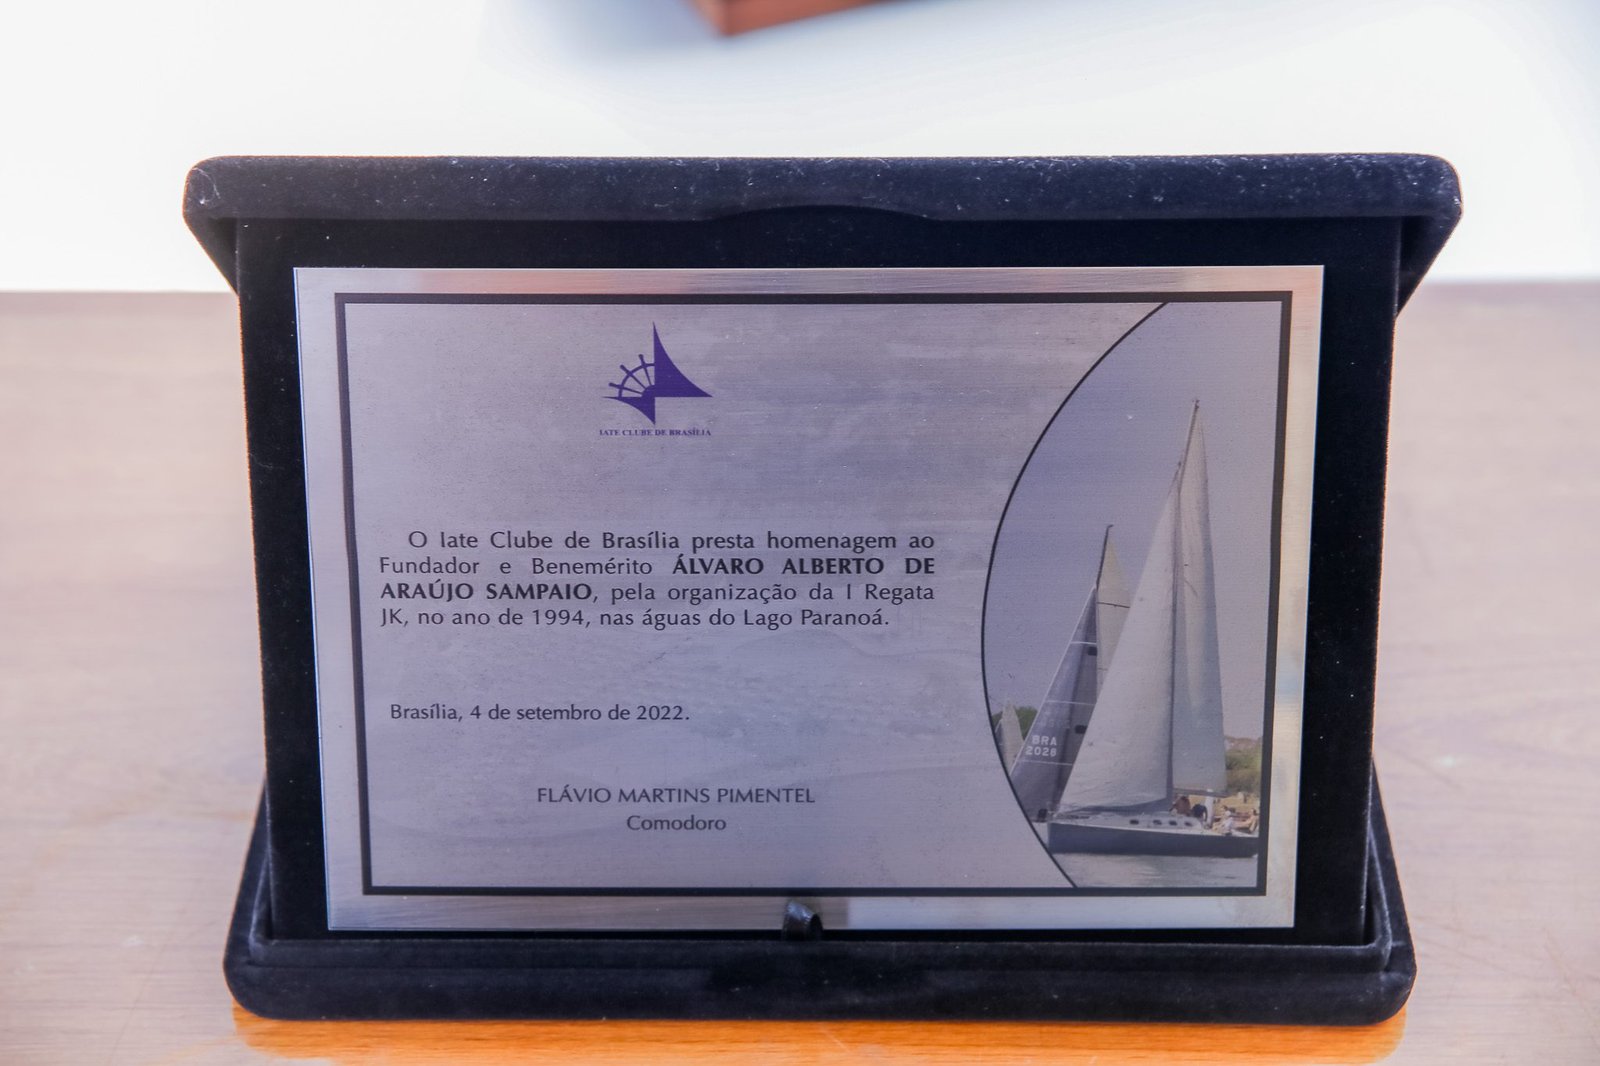 IATE CLUBE DE BRASÍLIA
O Iate Clube de Brasília presta homenagem ao
Fundador e Benemérito ÁLVARO ALBERTO DE
ARAÚJO SAMPAIO, pela organização da I Regata
JK, no ano de 1994, nas águas do Lago Paranoá.
Brasília, 4 de setembro de 2022.
FLÁVIO MARTINS PIMENTEL
Comodoro
BRA
2026